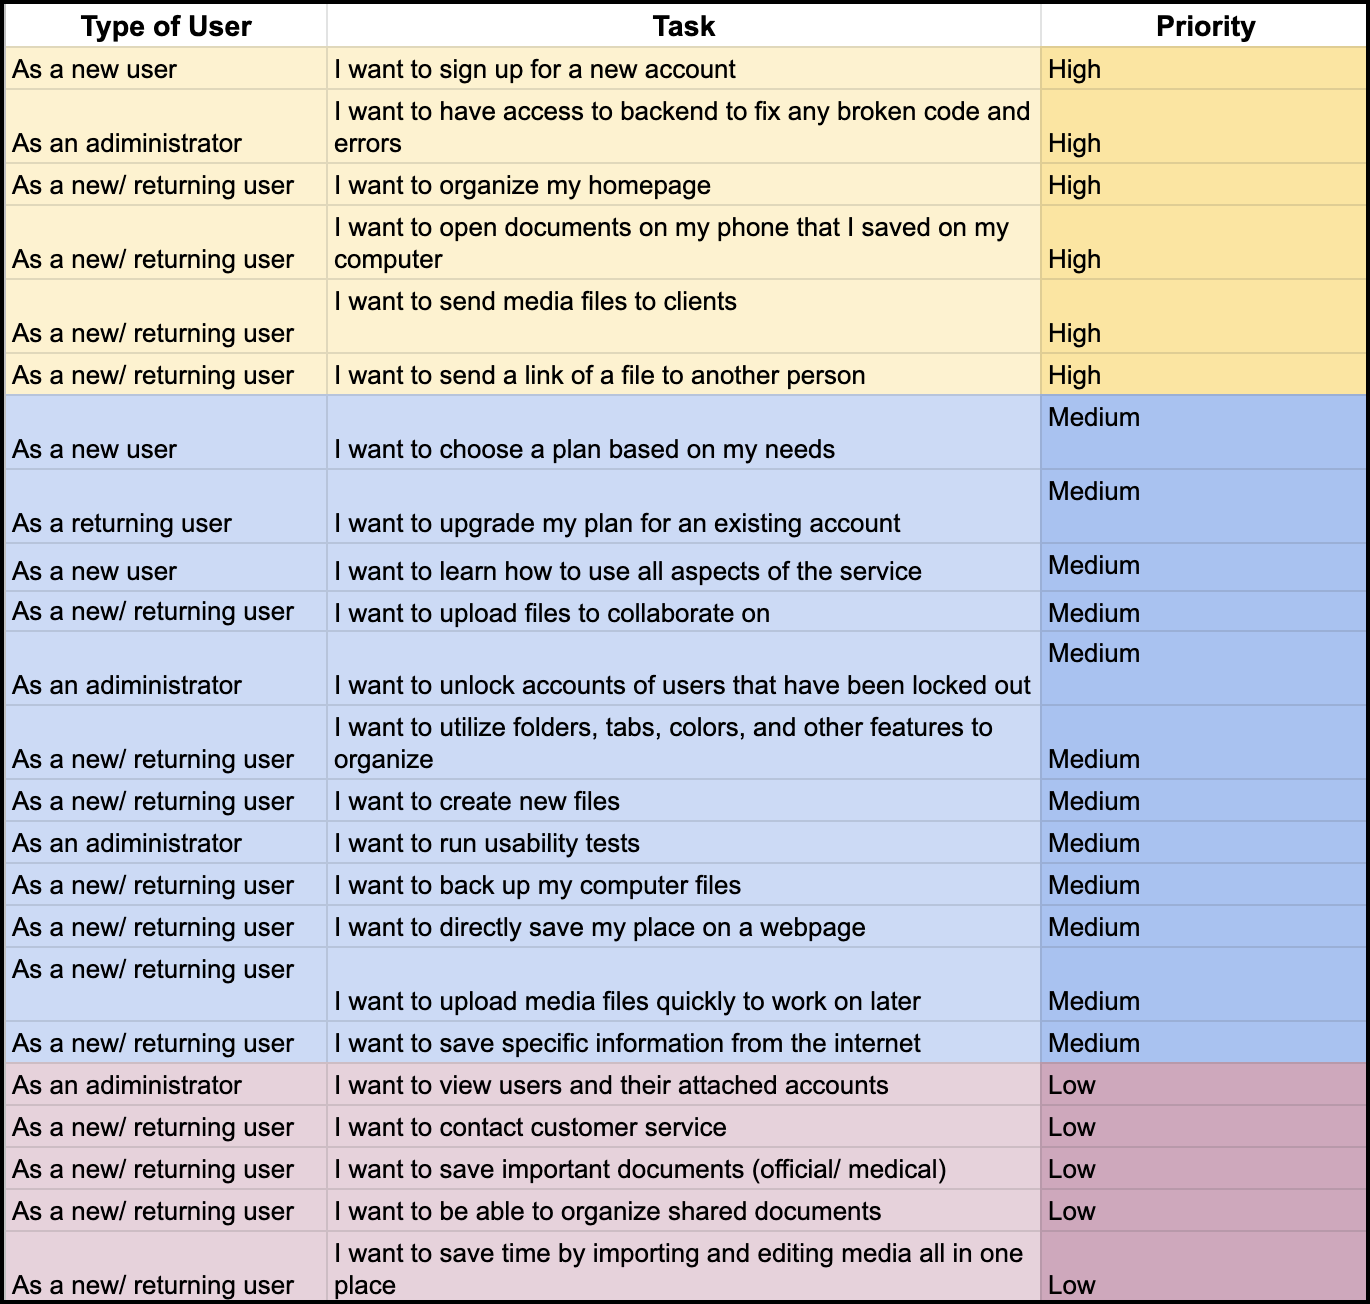 Type of User Task Priority
As a new user I want to sign up for a new account High
I want to have access to backend to fix any broken code and
As an adiministrator errors High
As a new/ returning user I want to organize my homepage High
I want to open documents on my phone that I saved on my
As a new/ returning user computer High
I want to send media files to clients
As a new/ returning user High
As a new/ returning user I want to send a link of a file to another person High
Medium
As a new user I want to choose a plan based on my needs
Medium
As a returning user I want to upgrade my plan for an existing account
As a new user I want to learn how to use all aspects of the service Medium
As a new/ returning user I want to upload files to collaborate on Medium
Medium
As an adiministrator I want to unlock accounts of users that have been locked out
I want to utilize folders, tabs, colors, and other features to
As a new/ returning user organize Medium
As a new/ returning user I want to create new files Medium
As an adiministrator I want to run usability tests Medium
As a new/ returning user I want to back up my computer files Medium
As a new/ returning user I want to directly save my place on a webpage Medium
As a new/ returning user
I want to upload media files quickly to work on later Medium
As a new/ returning user I want to save specific information from the internet Medium
As an adiministrator I want to view users and their attached accounts Low
As a new/ returning user I want to contact customer service Low
As a new/ returning user I want to save important documents (official/ medical) Low
As a new/ returning user I want to be able to organize shared documents Low
I want to save time by importing and editing media all in one
As a new/ returning user place Low